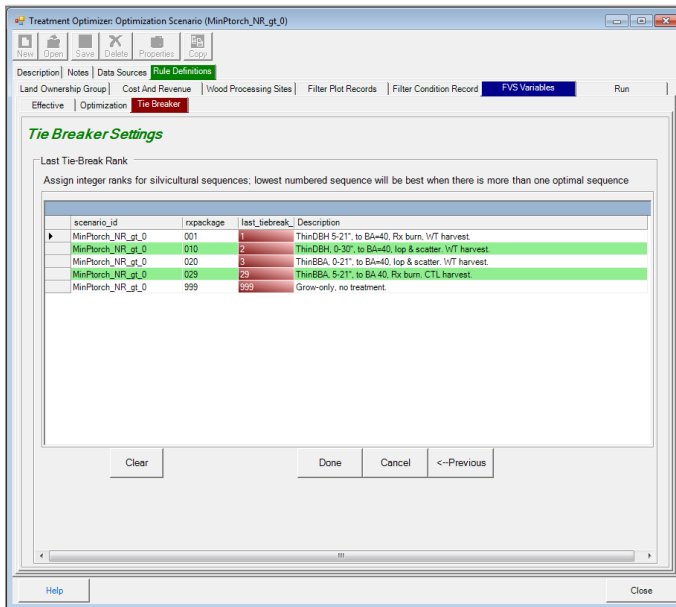 Treatment Optimizer: Optimization Scenario (MinPtorch_NR_gt_0)
New Open Save Delete Properties Copy
Description Notes Data Sources Rule Definitions
Land Ownership Group Cost And Revenue Wood Processing Sites Filter Plot Records Filter Condition Record FVS Variables Run
Effective Optimization Tie Breaker
Tie Breaker Settings
Last Tie-Break Rank
Assign integer ranks for silvicultural sequences; lowest numbered sequence will be best when there is more than one optimal sequence
scenario_id rxpackage last_tiebreak_ Description
MinPtorch_NR_gt_0 001 1 ThinDBH 5-21", to BA=40, Rx burn, WT harvest.
MinPtorch_NR_gt_0 010 2 ThinDBH, 0-30", to BA=40, lop & scatter. WT harvest.
MinPtorch_NR_gt_0 020 3 ThinBBA, 0-21", to BA=40, lop & scatter. WT harvest.
MinPtorch_NR_gt_0 029 29 ThinBBA, 5-21", to BA 40, Rx burn. CTL harvest.
MinPtorch_NR_gt_0 999 999 Grow-only, no treatment.
Clear Done Cancel <--Previous
Help Close